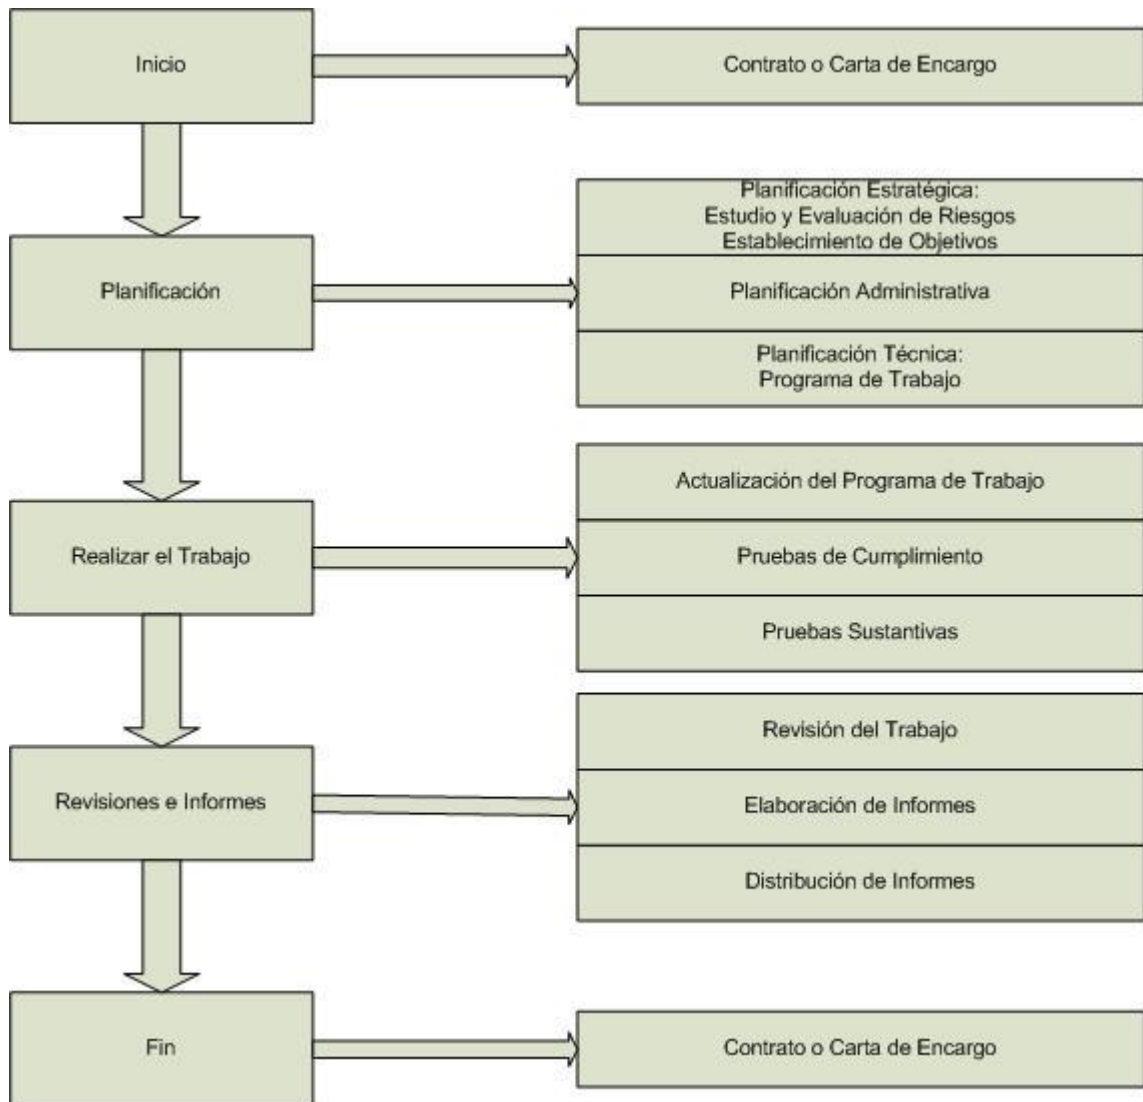 Inicio
Contrato o Carta de Encargo
Planificación
Planificación Estratégica:
Estudio y Evaluación de Riesgos
Establecimiento de Objetivos
Planificación Administrativa
Planificación Técnica:
Programa de Trabajo
Realizar el Trabajo
Actualización del Programa de Trabajo
Pruebas de Cumplimiento
Pruebas Sustantivas
Revisiones e Informes
Revisión del Trabajo
Elaboración de Informes
Distribución de Informes
Fin
Contrato o Carta de Encargo